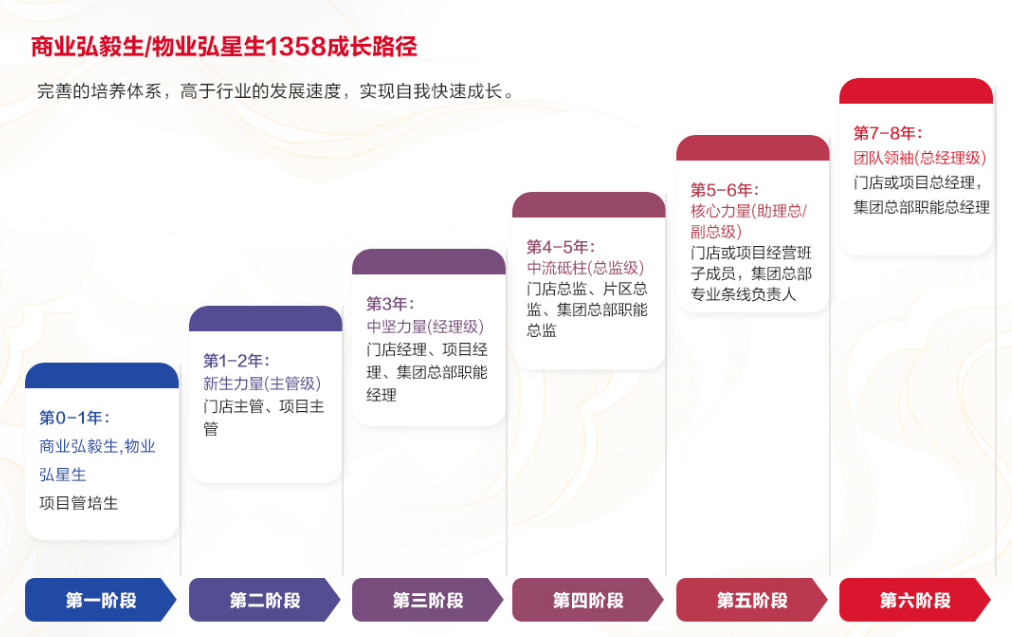 商业弘毅生/物业弘星生1358成长路径
完善的培养体系，高于行业的发展速度，实现自我快速成长。
第0-1年：
商业弘毅生,物业
弘星生
项目管培生
第1-2年：
新生力量(主管级)
门店主管、项目主
管
第3年：
中坚力量(经理级)
门店经理、项目经
理、集团总部职能
经理
第4-5年：
中流砥柱(总监级)
门店总监、片区总
监、集团总部职能
总监
第5-6年：
核心力量(助理总/
副总级)
门店或项目经营班
子成员，集团总部
专业条线负责人
第7-8年：
团队领袖(总经理级)
门店或项目总经理，
集团总部职能总经理
第一阶段
第二阶段
第三阶段
第四阶段
第五阶段
第六阶段